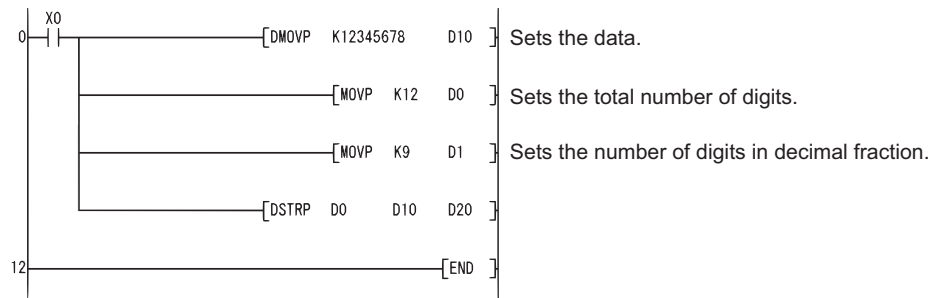 X0
0 DMOVP K12345678 D10 Sets the data.
MOVP K12 D0 Sets the total number of digits.
MOVP K9 D1 Sets the number of digits in decimal fraction.
DSTRP D0 D10 D20
12 END